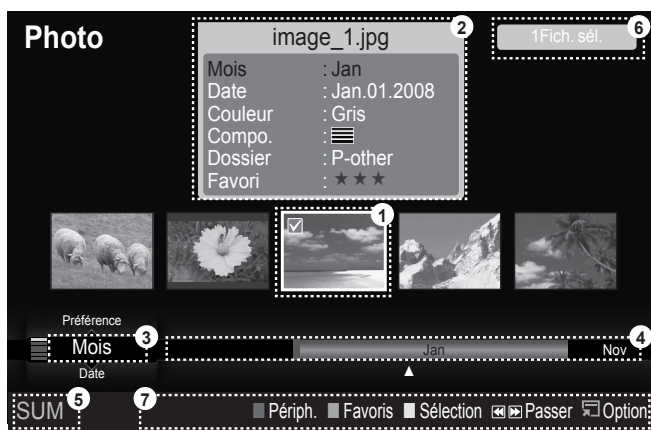 Photo
image_1.jpg
2
1Fich. sél.
6
Mois : Jan
Date : Jan.01.2008
Couleur : Gris
Compo. :
Dossier : P-other
Favori : ★★★
1
Préférence
Mois
3
Jan
Nov
4
Date
SUM
5
7
Périph.
Favoris
Sélection
Passer
Option